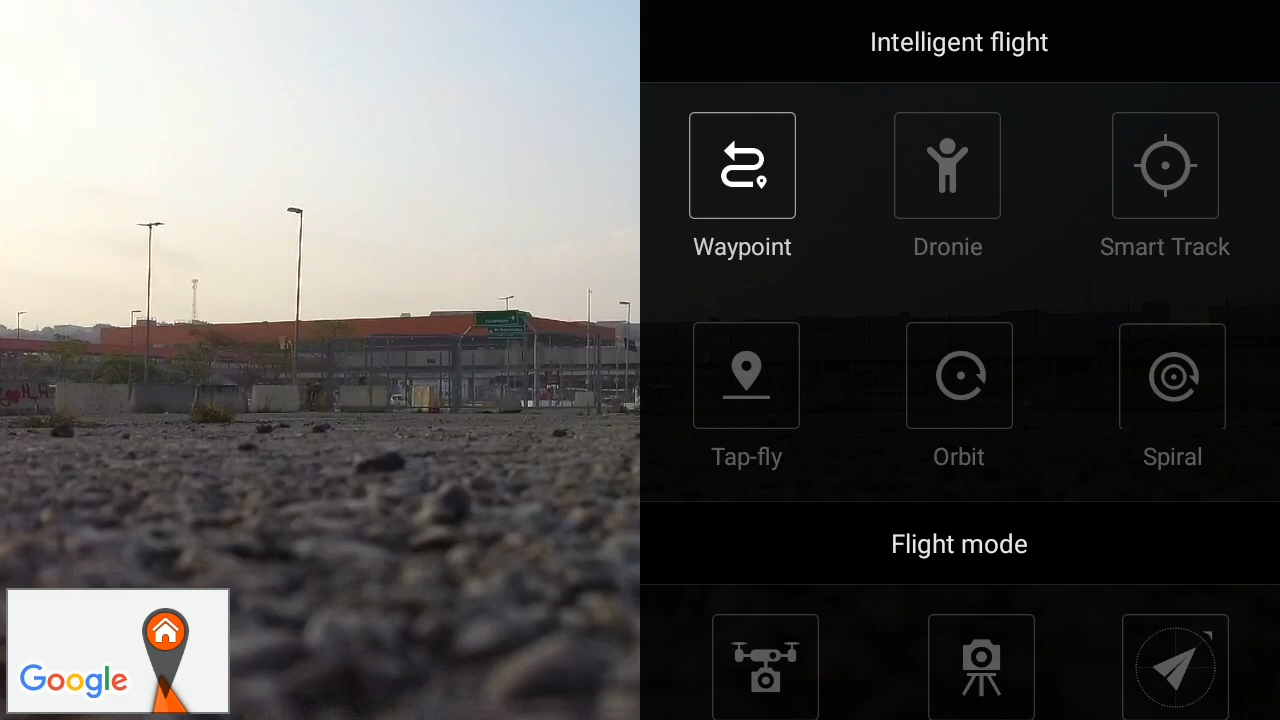 Intelligent flight
Waypoint
Dronie
Smart Track
Tap-fly
Orbit
Spiral
Flight mode
Google